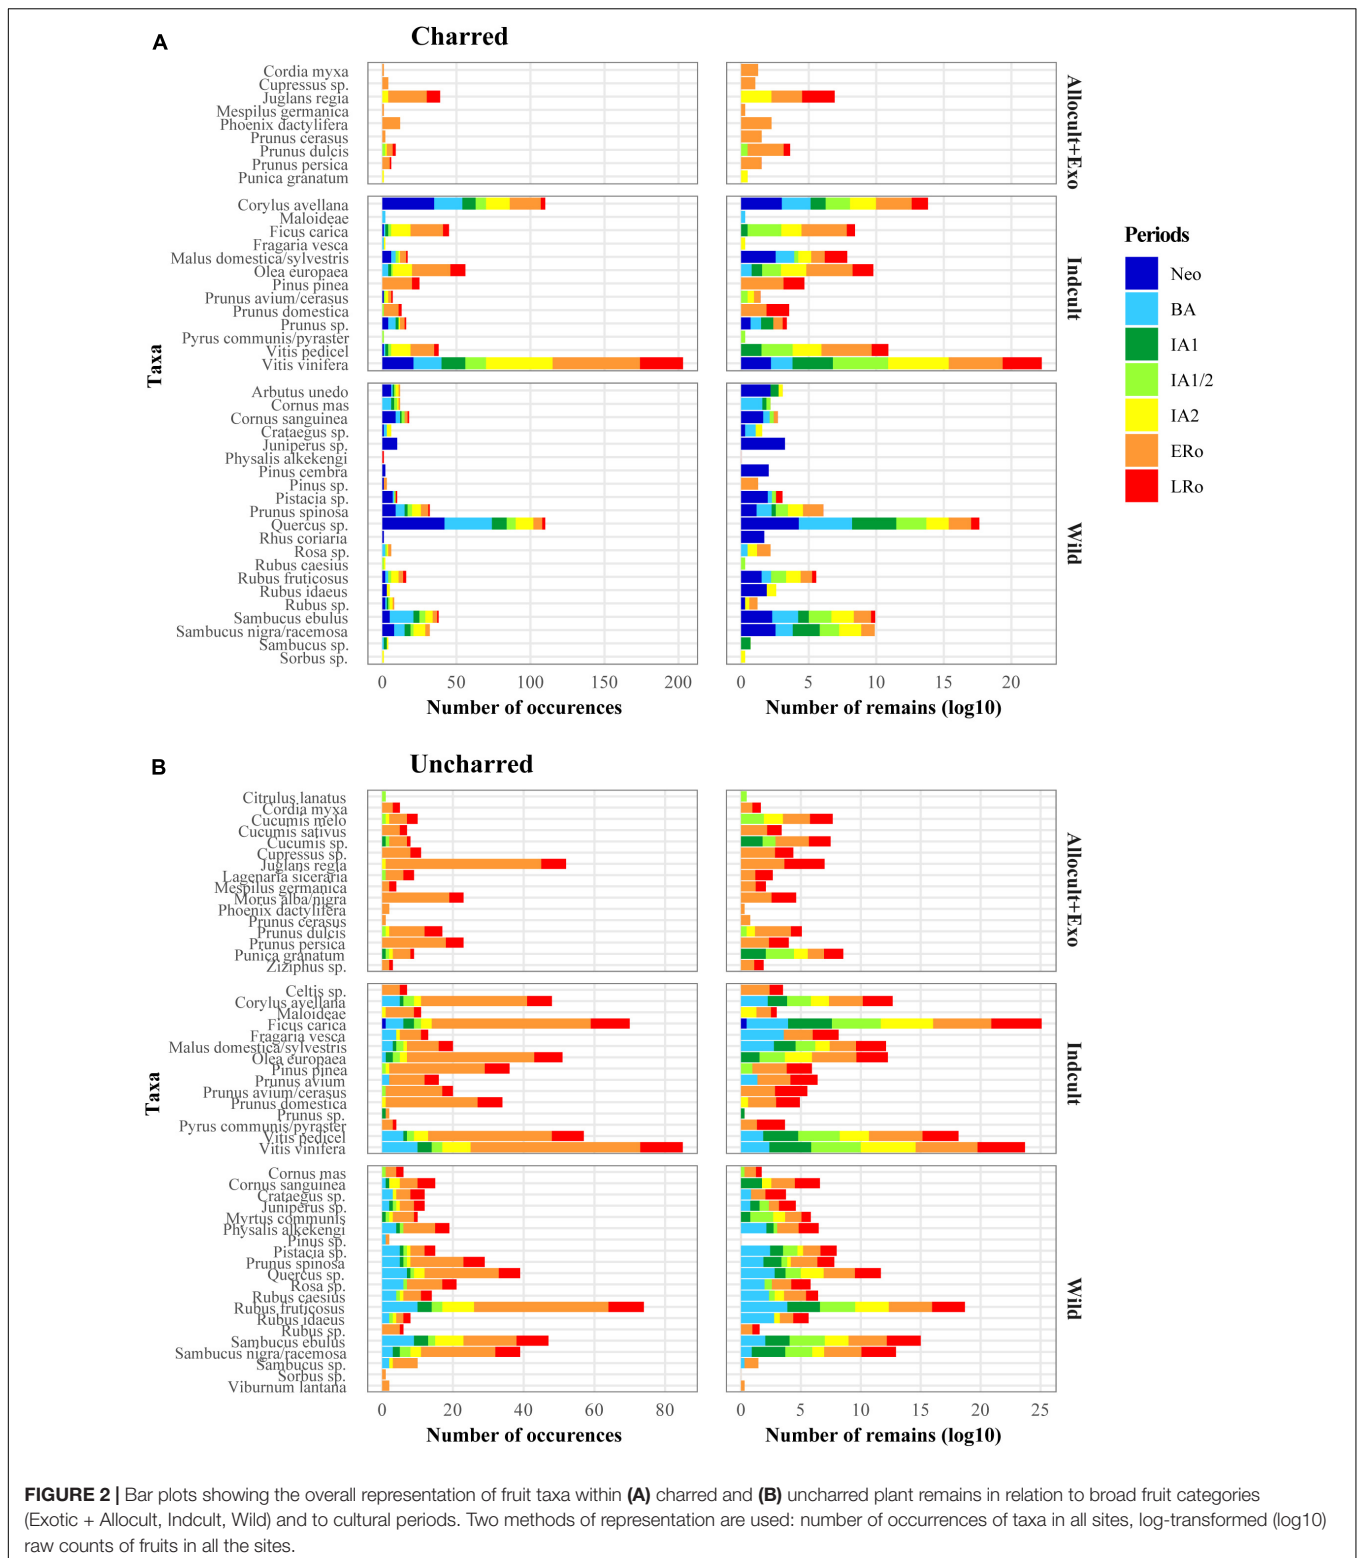 A
Charred
Cordia myxa
Cupressus sp.
Juglans regia
Mespilus germanica
Phoenix dactylifera
Prunus cerasus
Prunus dulcis
Prunus persica
Punica granatum
Allocult+Exo
Corylus avellana
Maloideae
Ficus carica
Fragaria vesca
Malus domestica/sylvestris
Olea europaea
Pinus pinea
Prunus avium/cerasus
Prunus domestica
Prunus sp.
Pyrus communis/pyraster
Vitis pedicel
Vitis vinifera
Indcult
Taxa
Arbutus unedo
Cornus mas
Cornus sanguinea
Crataegus sp.
Juniperus sp.
Physalis alkekengi
Pinus cembra
Pinus sp.
Pistacia sp.
Prunus spinosa
Quercus sp.
Rhus coriaria
Rosa sp.
Rubus caesius
Rubus fruticosus
Rubus idaeus
Rubus sp.
Sambucus ebulus
Sambucus nigra/racemosa
Sambucus sp.
Sorbus sp.
Wild
0 50 100 150 200
0 5 10 15 20
Number of occurences
Number of remains (log10)
Periods
Neo
BA
IA1
IA1/2
IA2
ERo
LRo
B
Uncharred
Citrulus lanatus
Cordia myxa
Cucumis melo
Cucumis sativus
Cucumis sp.
Cupressus sp.
Juglans regia
Lagenaria siceraria
Mespilus germanica
Morus alba/nigra
Phoenix dactylifera
Prunus cerasus
Prunus dulcis
Prunus persica
Punica granatum
Ziziphus sp.
Allocult+Exo
Celtis sp.
Corylus avellana
Maloideae
Ficus carica
Fragaria vesca
Malus domestica/sylvestris
Olea europaea
Pinus pinea
Prunus avium
Prunus avium/cerasus
Prunus domestica
Prunus sp.
Pyrus communis/pyraster
Vitis pedicel
Vitis vinifera
Indcult
Taxa
Cornus mas
Cornus sanguinea
Crataegus sp.
Juniperus sp.
Myrtus communis
Physalis alkekengi
Pinus sp.
Pistacia sp.
Prunus spinosa
Quercus sp.
Rosa sp.
Rubus caesius
Rubus fruticosus
Rubus idaeus
Rubus sp.
Sambucus ebulus
Sambucus nigra/racemosa
Sambucus sp.
Sorbus sp.
Viburnum lantana
Wild
0 20 40 60 80
0 5 10 15 20 25
Number of occurences
Number of remains (log10)
FIGURE 2 | Bar plots showing the overall representation of fruit taxa within (A) charred and (B) uncharred plant remains in relation to broad fruit categories
(Exotic + Allocult, Indcult, Wild) and to cultural periods. Two methods of representation are used: number of occurrences of taxa in all sites, log-transformed (log10)
raw counts of fruits in all the sites.